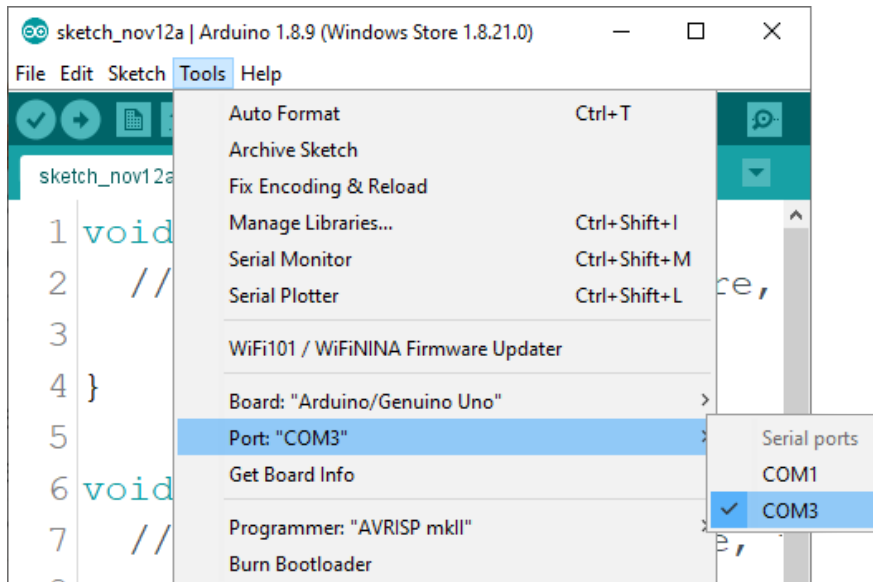 sketch_nov12a | Arduino 1.8.9 (Windows Store 1.8.21.0)
File Edit Sketch Tools Help
sketch_nov12a
Auto Format Ctrl+T
Archive Sketch
Fix Encoding & Reload
Manage Libraries... Ctrl+Shift+I
Serial Monitor Ctrl+Shift+M
Serial Plotter Ctrl+Shift+L
WiFi101 / WiFiNINA Firmware Updater
Board: "Arduino/Genuino Uno"
Port: "COM3"
Get Board Info
Programmer: "AVRISP mkII"
Burn Bootloader
Serial ports
COM1
COM3
1 void
2 // re,
3
4 }
5
6 void
7 // e,